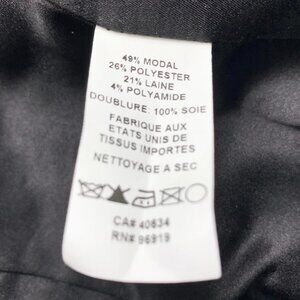 49% MODAL
26% POLYESTER
21% LAINE
4% POLYAMIDE
DOUBLURE: 100% SOIE
FABRIQUE AUX
ETATS UNIS DE
TISSUS IMPORTES
NETTOYAGE A SEC
CA# 40634
RN# 96919